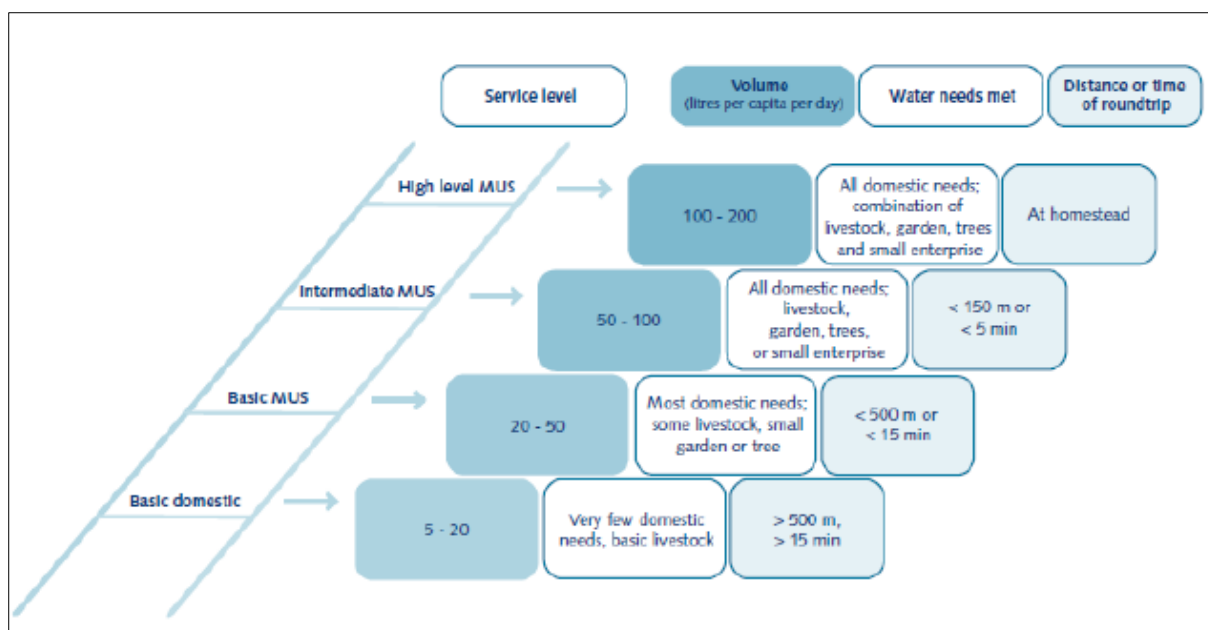 Service level
Volume
(litres per capita per day)
Water needs met
Distance or time
of roundtrip
High level MUS
100 - 200
All domestic needs;
combination of
livestock, garden, trees
and small enterprise
At homestead
Intermediate MUS
50 - 100
All domestic needs;
livestock,
garden, trees,
or small enterprise
< 150 m or
< 5 min
Basic MUS
20 - 50
Most domestic needs;
some livestock, small
garden or tree
< 500 m or
< 15 min
Basic domestic
5 - 20
Very few domestic
needs, basic livestock
> 500 m,
> 15 min